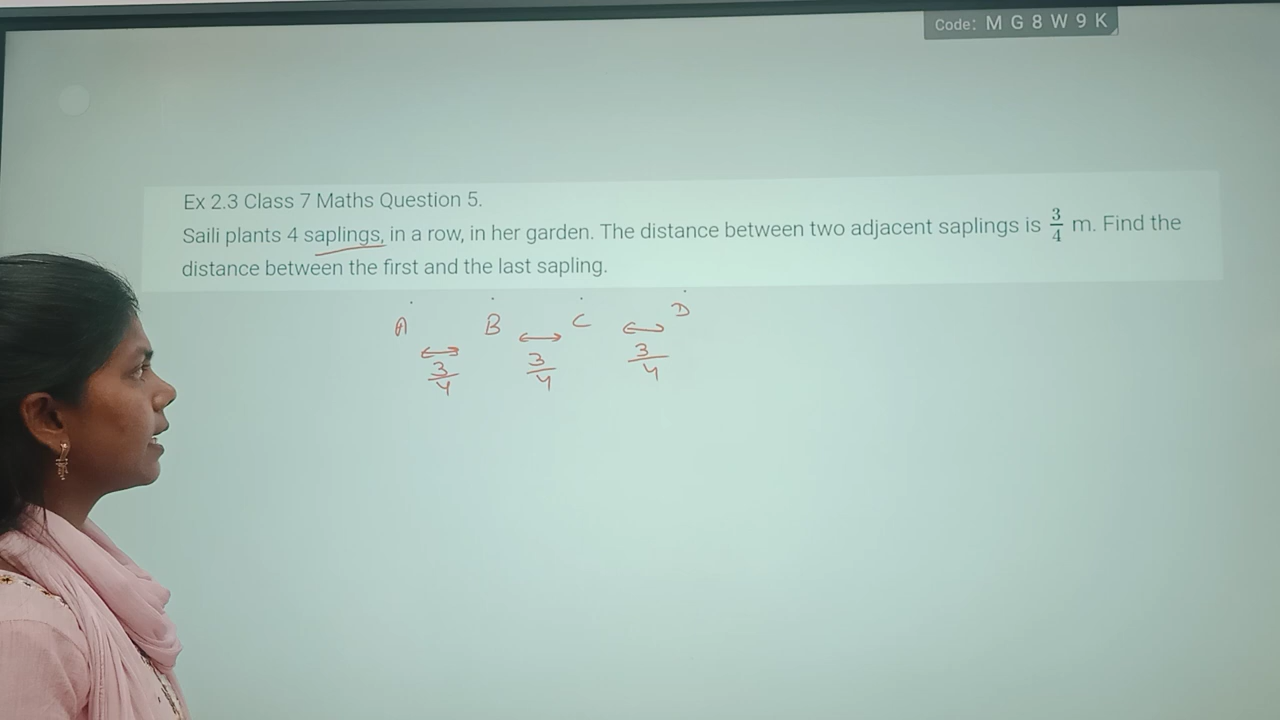 Code: M G 8 W 9 K
Ex 2.3 Class 7 Maths Question 5.
Saili plants 4 saplings, in a row, in her garden. The distance between two adjacent saplings is 3/4 m. Find the
distance between the first and the last sapling.
A B C D
3/4 3/4 3/4